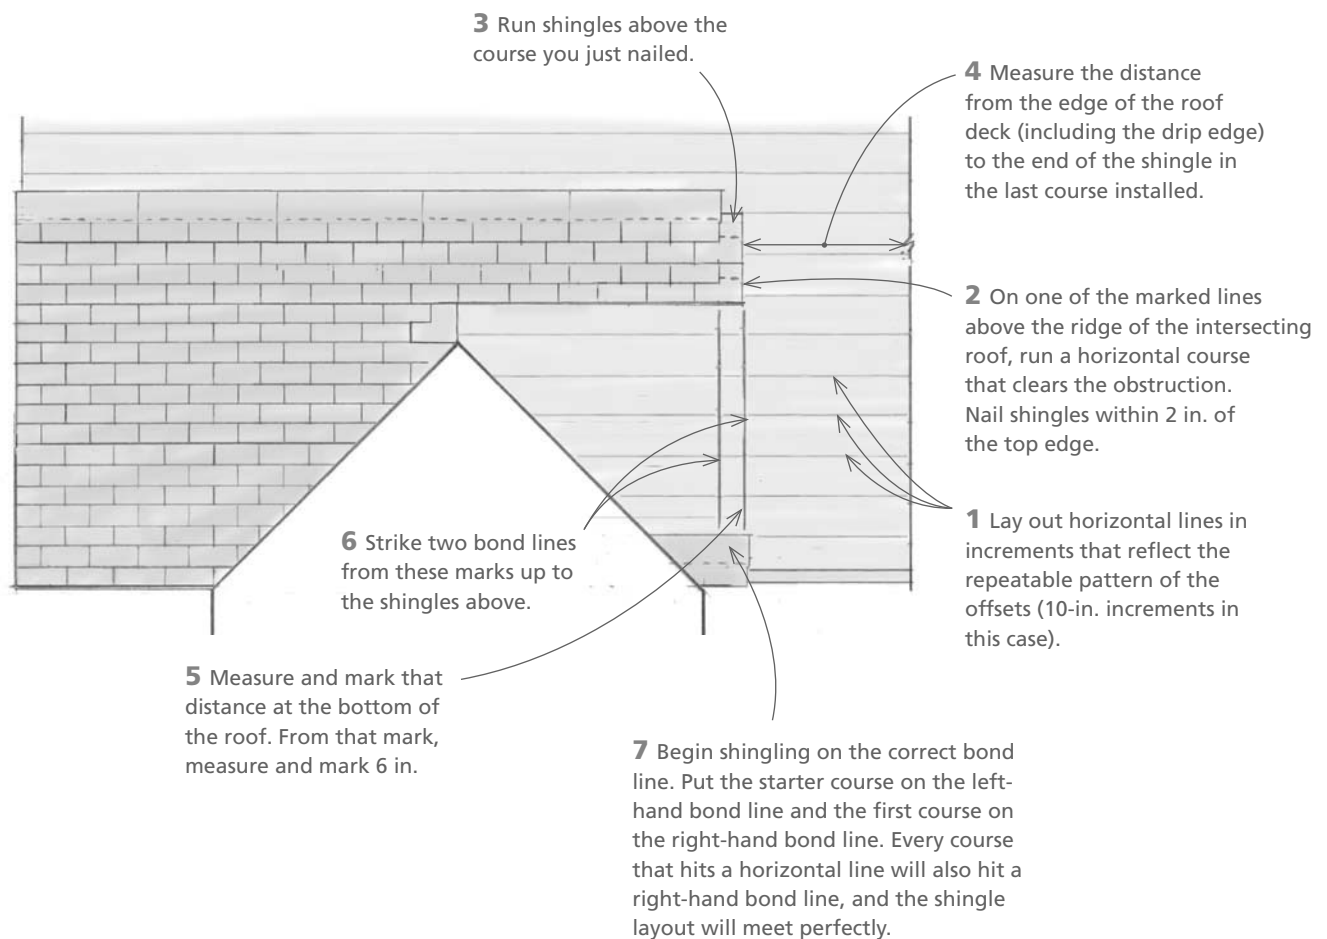 3 Run shingles above the
course you just nailed.
4 Measure the distance
from the edge of the roof
deck (including the drip edge)
to the end of the shingle in
the last course installed.
2 On one of the marked lines
above the ridge of the intersecting
roof, run a horizontal course
that clears the obstruction.
Nail shingles within 2 in. of
the top edge.
1 Lay out horizontal lines in
increments that reflect the
repeatable pattern of the
offsets (10-in. increments in
this case).
6 Strike two bond lines
from these marks up to
the shingles above.
5 Measure and mark that
distance at the bottom of
the roof. From that mark,
measure and mark 6 in.
7 Begin shingling on the correct bond
line. Put the starter course on the left-
hand bond line and the first course on
the right-hand bond line. Every course
that hits a horizontal line will also hit a
right-hand bond line, and the shingle
layout will meet perfectly.